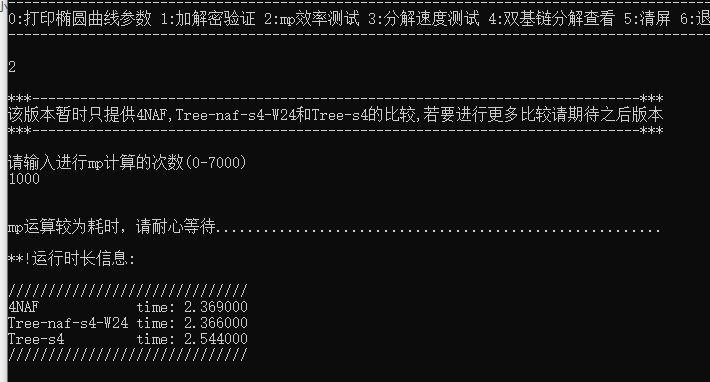 0:打印椭圆曲线参数 1:加解密验证 2:mp效率测试 3:分解速度测试 4:双基链分解查看 5:清屏 6:退
2
***----------------------------------------------------------------------------***
该版本暂时只提供4NAF,Tree-naf-s4-W24和Tree-s4的比较,若要进行更多比较请期待之后版本
***----------------------------------------------------------------------------***
请输入进行mp计算的次数(0-7000)
1000
mp运算较为耗时, 请耐心等待........................................................
**!运行时长信息:
//////////////////////////////
4NAF            time: 2.369000
Tree-naf-s4-W24 time: 2.366000
Tree-s4         time: 2.544000
//////////////////////////////